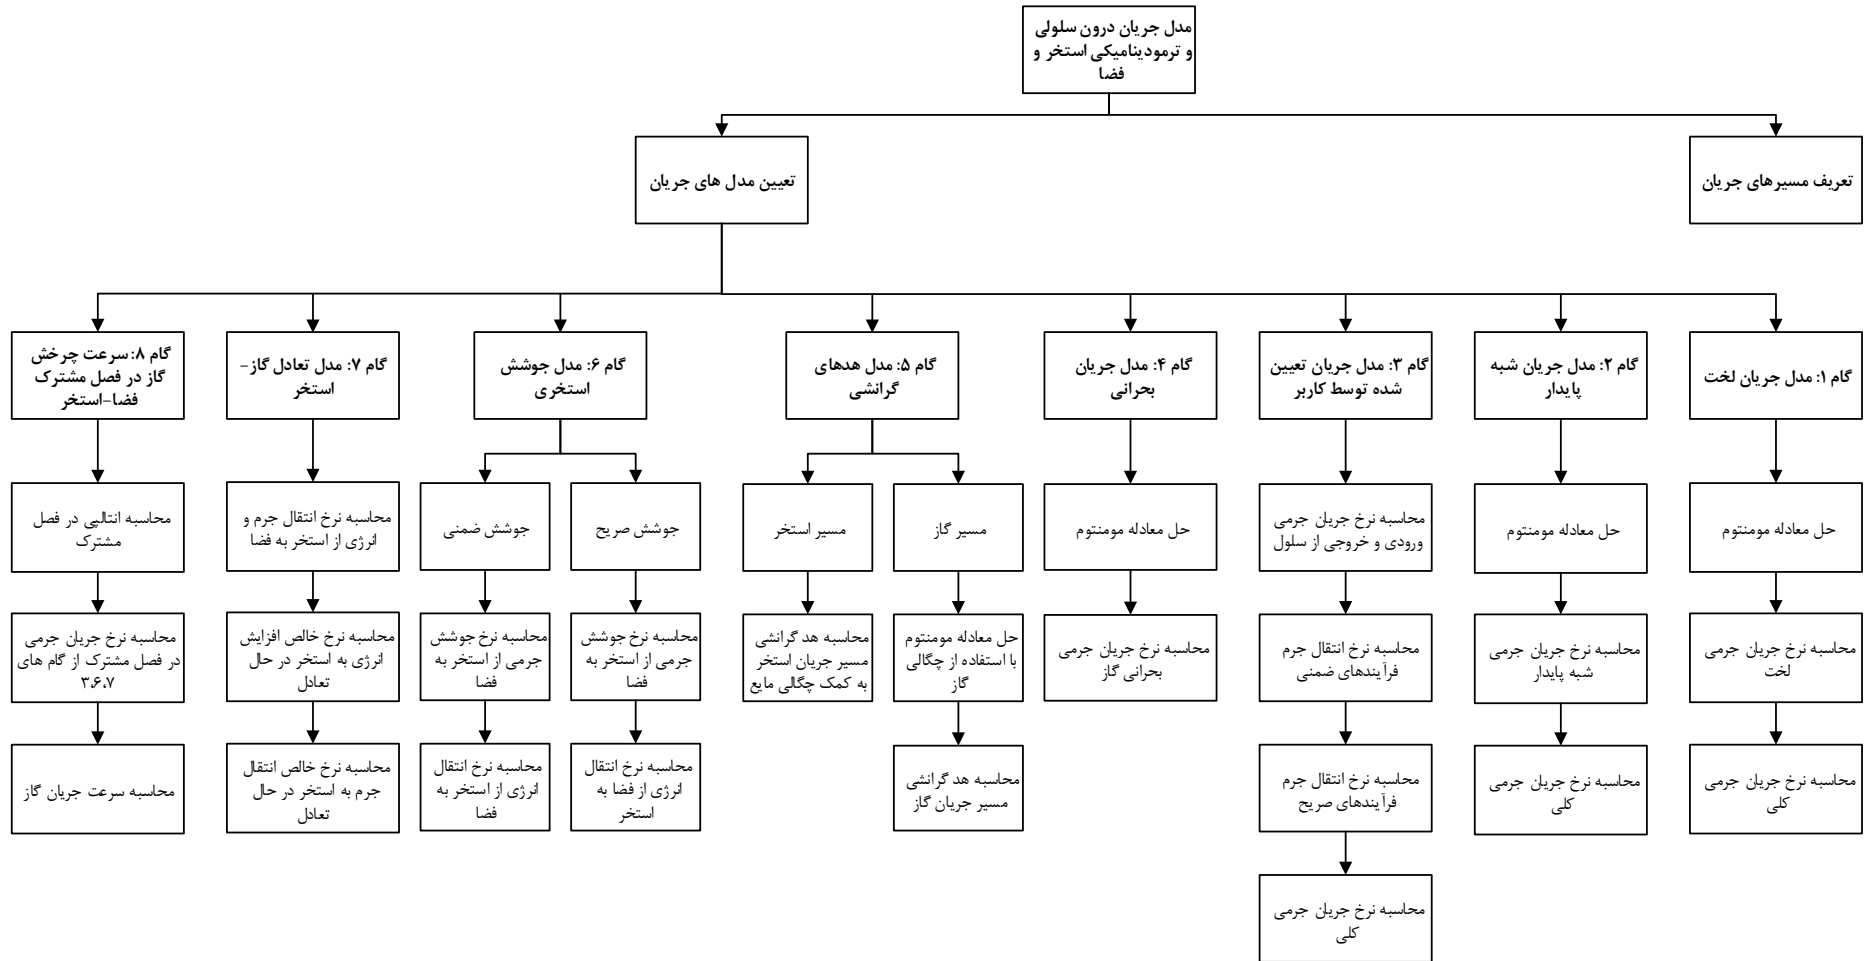 مدل جریان درون سلولی
و ترمودینامیکی استخر و
فضا
تعریف مسیرهای جریان
تعیین مدل های جریان
گام ۱: مدل جریان لخت
گام ۲: مدل جریان شبه
پایدار
گام ۳: مدل جریان تعیین
شده توسط کاربر
گام ۴: مدل جریان
بحرانی
گام ۵: مدل هدهای
گرانشی
گام ۶: مدل جوشش
استخری
گام ۷: مدل تعادل گاز-
استخر
گام ۸: سرعت چرخش
گاز در فصل مشترک
فضا-استخر
حل معادله مومنتوم
حل معادله مومنتوم
محاسبه نرخ جریان جرمی
ورودی و خروجی از سلول
حل معادله مومنتوم
مسیر گاز
مسیر استخر
جوشش صریح
جوشش ضمنی
محاسبه نرخ انتقال جرم و
انرژی از استخر به فضا
محاسبه انتالپی در فصل
مشترک
محاسبه نرخ جریان جرمی
لخت
محاسبه نرخ جریان جرمی
شبه پایدار
محاسبه نرخ انتقال جرم
فرآیندهای ضمنی
محاسبه نرخ جریان جرمی
بحرانی گاز
حل معادله مومنتوم
با استفاده از چگالی
گاز
محاسبه هد گرانشی
مسیر جریان استخر
به کمک چگالی مایع
محاسبه نرخ جوشش
جرمی از استخر به
فضا
محاسبه نرخ جوشش
جرمی از استخر به
فضا
محاسبه نرخ خالص افزایش
انرژی به استخر در حال
تعادل
محاسبه نرخ جریان جرمی
در فصل مشترک از گام های
۳،۶،۷
محاسبه نرخ جریان جرمی
کلی
محاسبه نرخ جریان جرمی
کلی
محاسبه نرخ انتقال جرم
فرآیندهای صریح
محاسبه هد گرانشی
مسیر جریان گاز
محاسبه نرخ انتقال
انرژی از فضا به
استخر
محاسبه نرخ انتقال
انرژی از استخر به
فضا
محاسبه نرخ خالص انتقال
جرم به استخر در حال
تعادل
محاسبه سرعت جریان گاز
محاسبه نرخ جریان جرمی
کلی